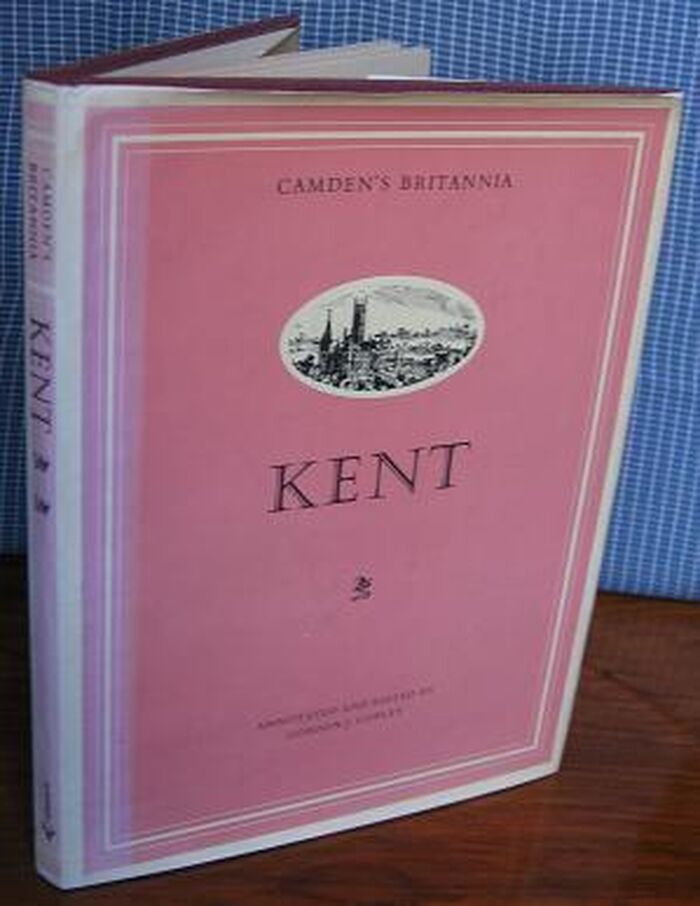 CAMDEN'S BRITANNIA
KENT
ANNOTATED AND EDITED BY
GORDON J. COPLEY
CAMDEN'S
BRITANNIA
KENT